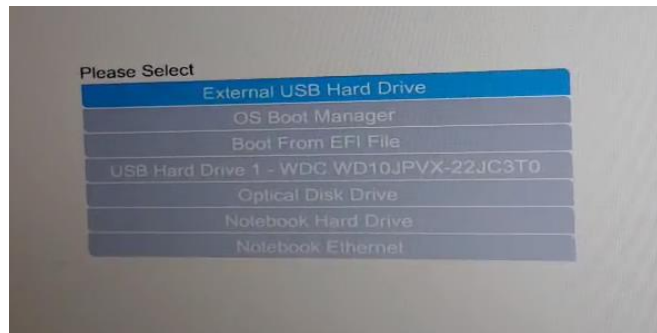 Please Select
External USB Hard Drive
OS Boot Manager
Boot From EFI File
USB Hard Drive 1 - WDC WD10JPVX-22JC3T0
Optical Disk Drive
Notebook Hard Drive
Notebook Ethernet